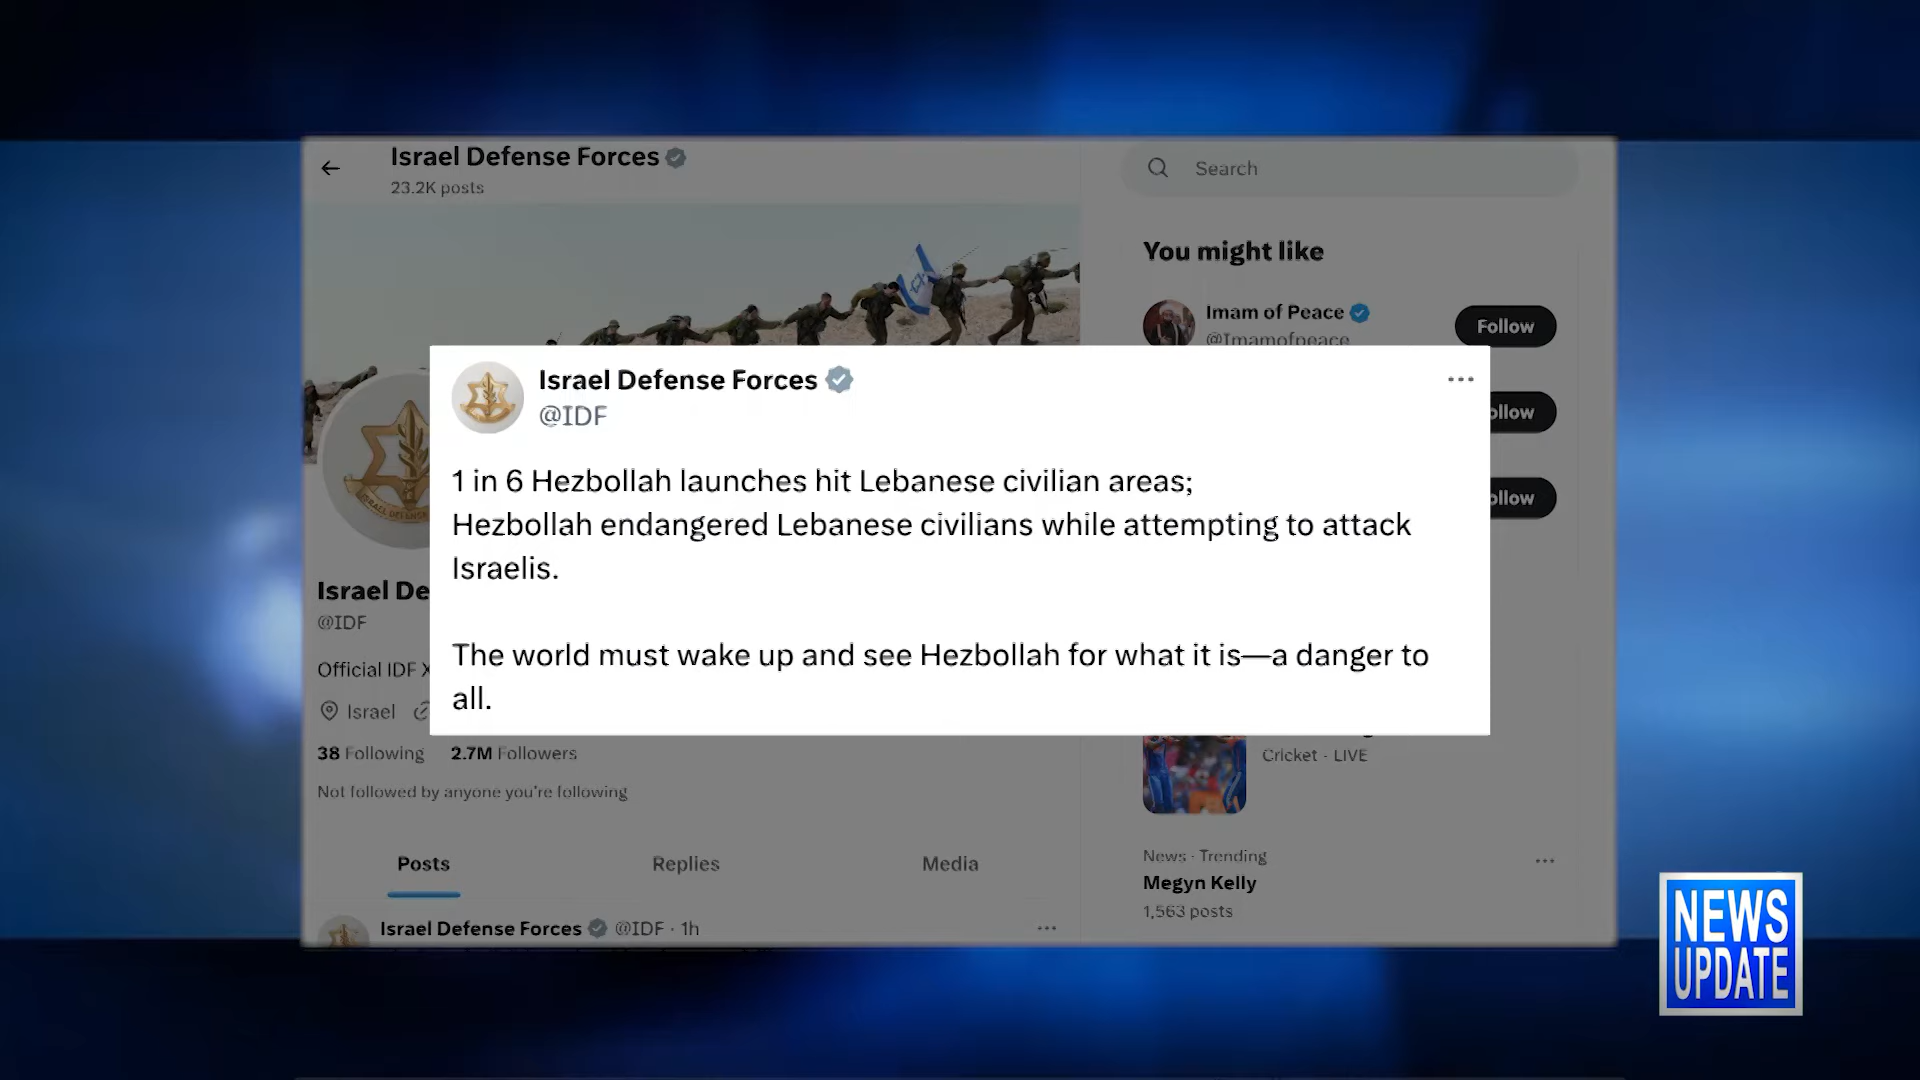 Israel Defense Forces
23.2K posts
Search
You might like
Imam of Peace
@Imamofpeace
Follow
Israel Defense Forces
@IDF
1 in 6 Hezbollah launches hit Lebanese civilian areas;
Hezbollah endangered Lebanese civilians while attempting to attack
Israelis.
The world must wake up and see Hezbollah for what it is—a danger to
all.
ollow
ollow
Israel De
@IDF
Official IDF X
Israel
38 Following 2.7M Followers
Not followed by anyone you're following
Cricket · LIVE
Posts Replies Media
News · Trending
Megyn Kelly
1,563 posts
Israel Defense Forces @IDF · 1h
NEWS
UPDATE